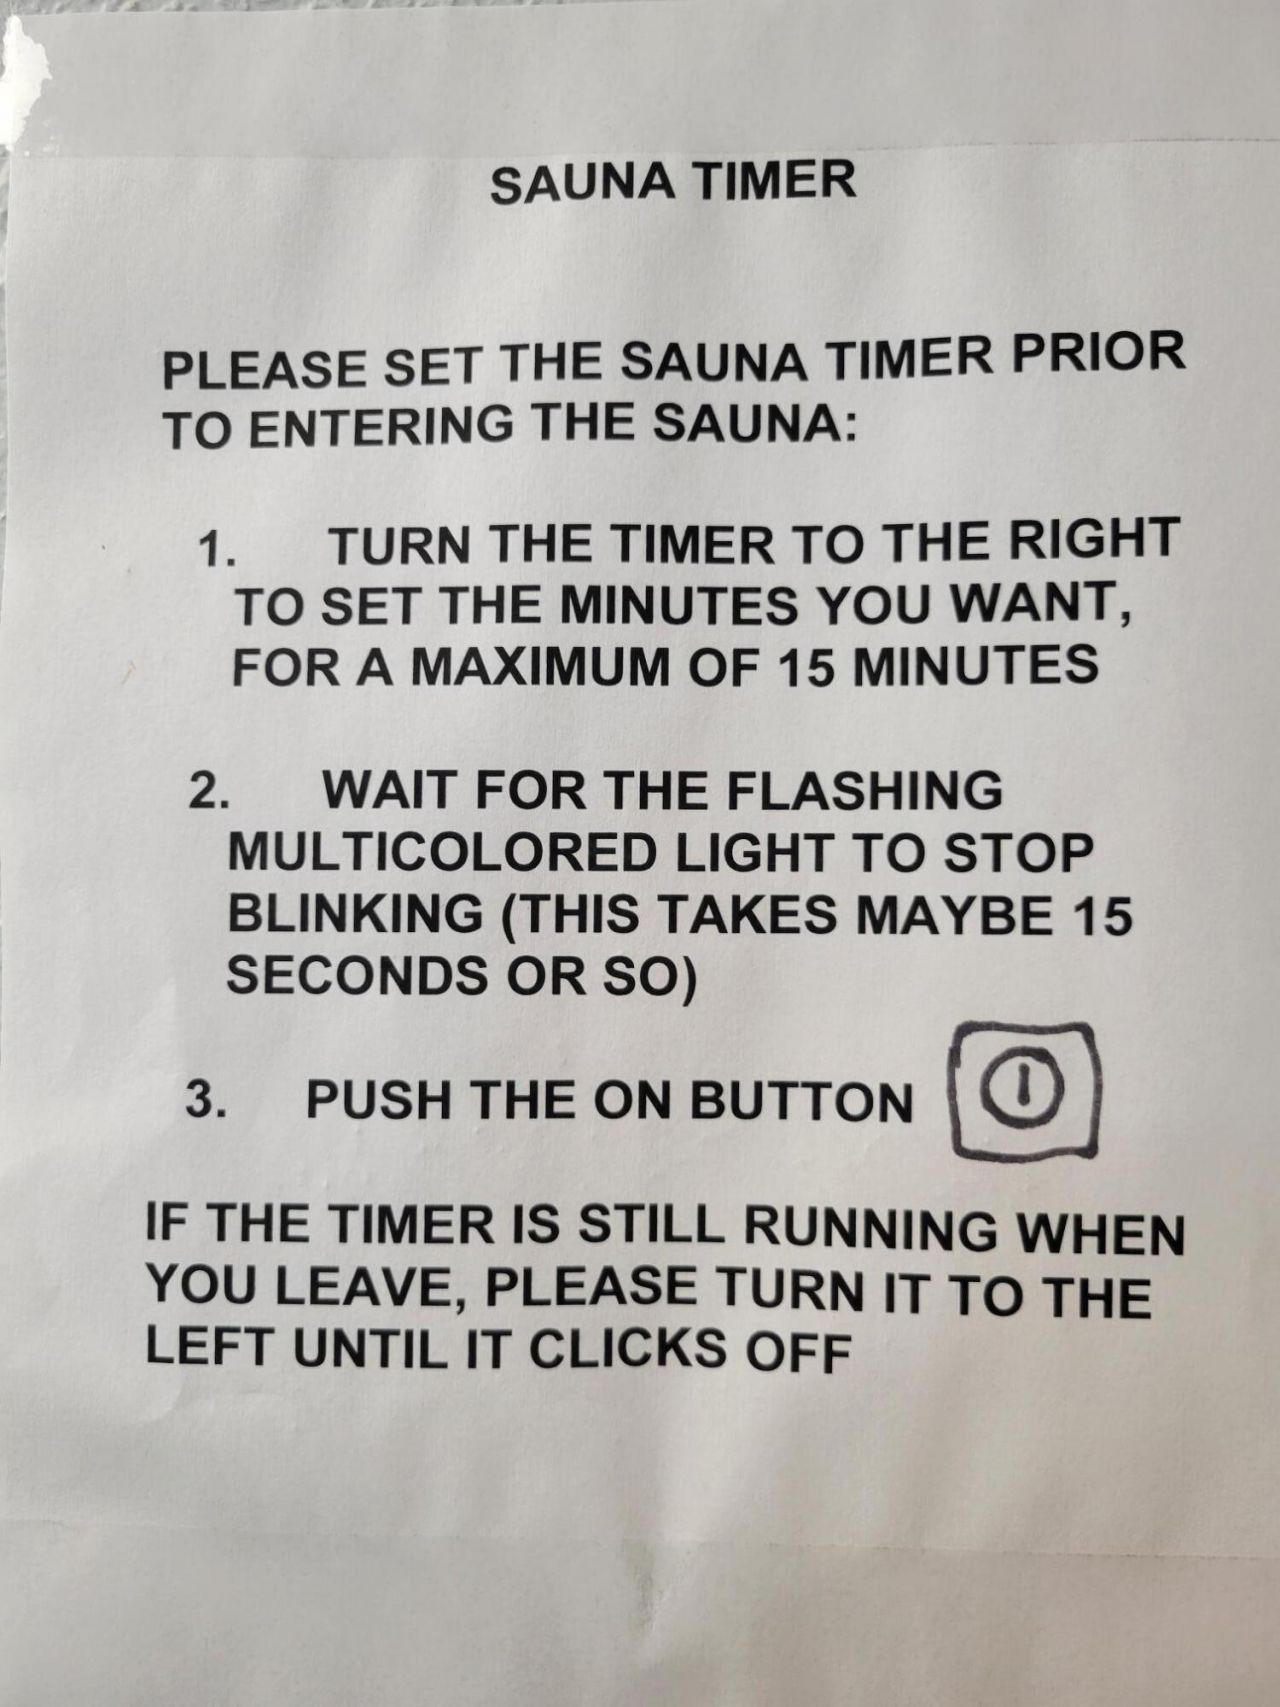 SAUNA TIMER
PLEASE SET THE SAUNA TIMER PRIOR
TO ENTERING THE SAUNA:
1. TURN THE TIMER TO THE RIGHT
TO SET THE MINUTES YOU WANT,
FOR A MAXIMUM OF 15 MINUTES
2. WAIT FOR THE FLASHING
MULTICOLORED LIGHT TO STOP
BLINKING (THIS TAKES MAYBE 15
SECONDS OR SO)
3. PUSH THE ON BUTTON
IF THE TIMER IS STILL RUNNING WHEN
YOU LEAVE, PLEASE TURN IT TO THE
LEFT UNTIL IT CLICKS OFF